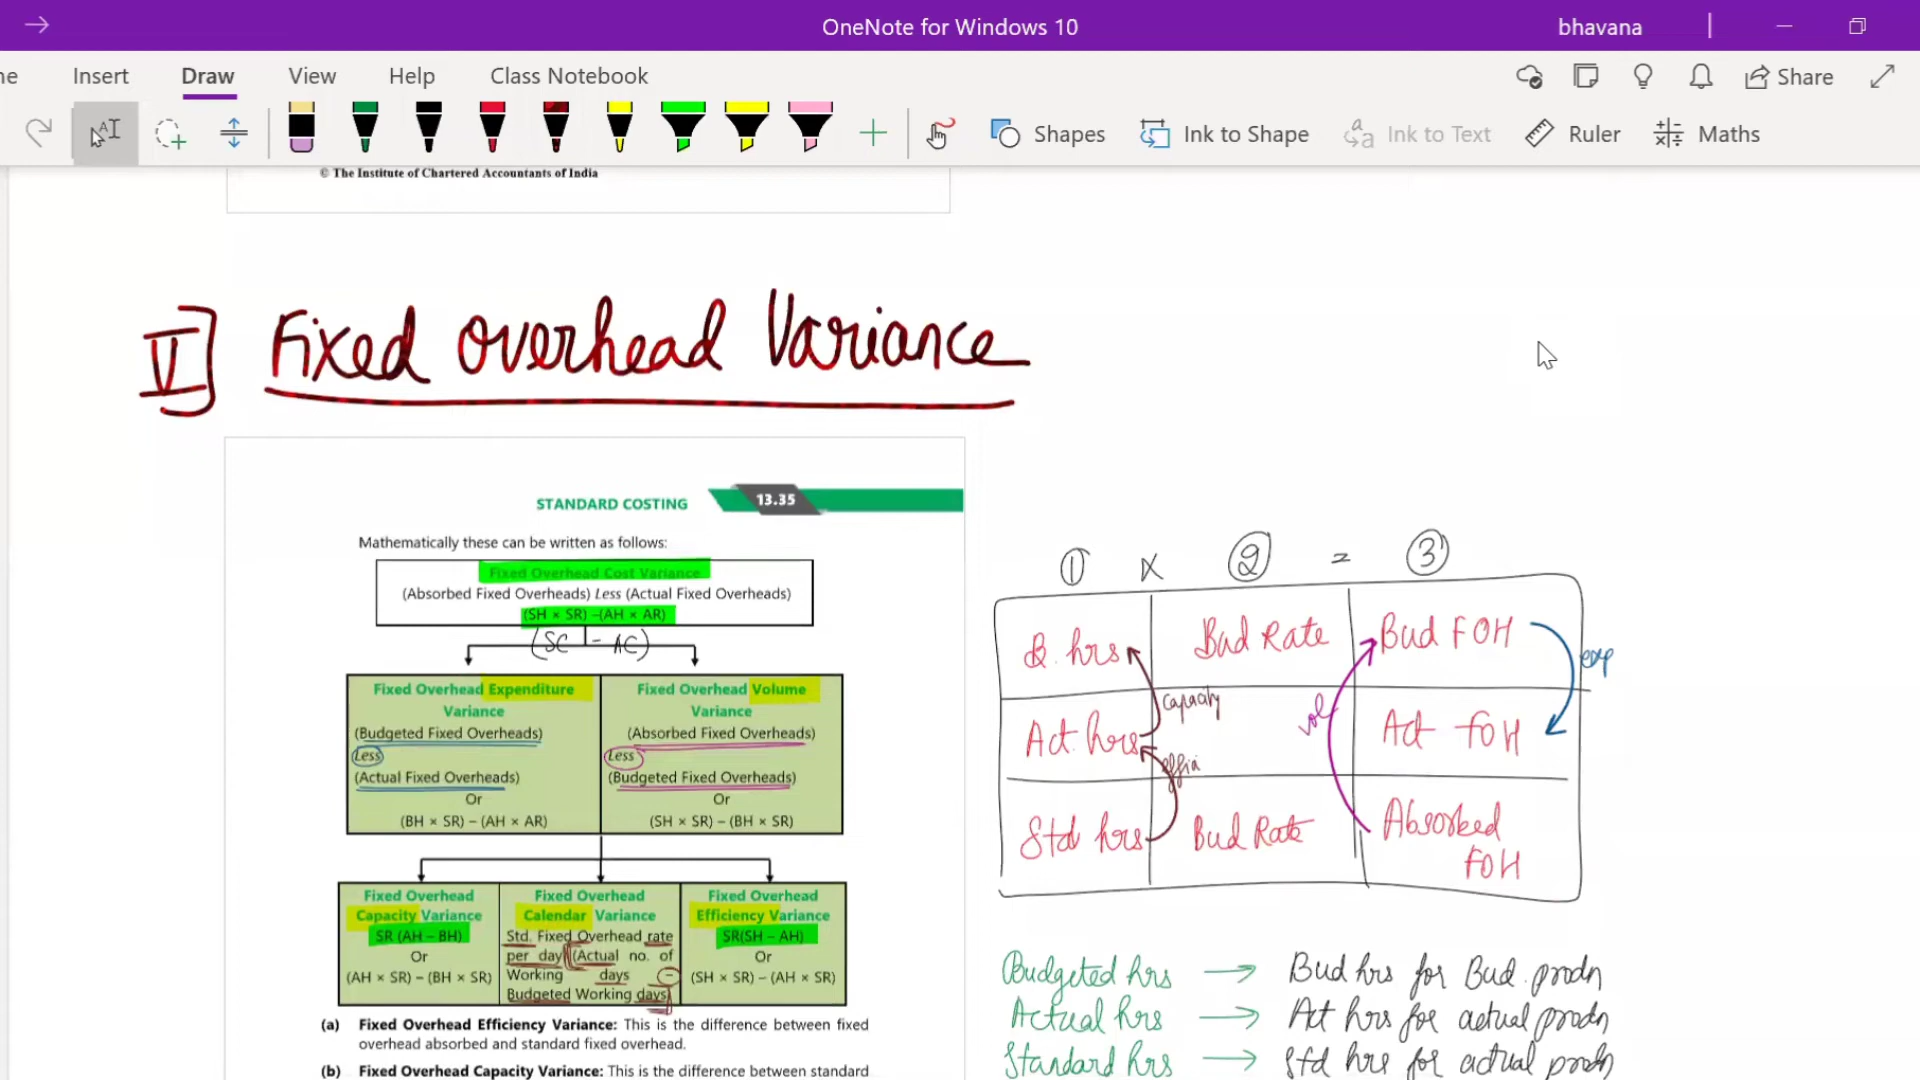 OneNote for Windows 10
bhavana
Insert Draw View Help Class Notebook
Share
Shapes Ink to Shape Ink to Text Ruler Maths
© The Institute of Chartered Accountants of India
V] Fixed Overhead Variance
STANDARD COSTING 13.35
Mathematically these can be written as follows:
Fixed Overhead Cost Variance
(Absorbed Fixed Overheads) Less (Actual Fixed Overheads)
(SH × SR) –(AH × AR)
(SC - AC)
Fixed Overhead Expenditure
Variance
(Budgeted Fixed Overheads)
Less
(Actual Fixed Overheads)
Or
(BH × SR) – (AH × AR)
Fixed Overhead Volume
Variance
(Absorbed Fixed Overheads)
Less
(Budgeted Fixed Overheads)
Or
(SH × SR) – (BH × SR)
Fixed Overhead
Capacity Variance
SR (AH – BH)
Or
(AH × SR) – (BH × SR)
Fixed Overhead
Calendar Variance
Std. Fixed Overhead rate
per day (Actual no. of
Working days –
Budgeted Working days)
Fixed Overhead
Efficiency Variance
SR(SH – AH)
Or
(SH × SR) – (AH × SR)
(a) Fixed Overhead Efficiency Variance: This is the difference between fixed
overhead absorbed and standard fixed overhead.
(b) Fixed Overhead Capacity Variance: This is the difference between standard
① × ② = ③
B. hrs Bud Rate Bud FOH
exp
capacity
Act. hrs vol Act FOH
effi
Std hrs Bud Rate Absorbed
FOH
Budgeted hrs → Bud hrs for Bud. prodn
Actual hrs → Act hrs for actual prodn
Standard hrs → Std hrs for actual prodn